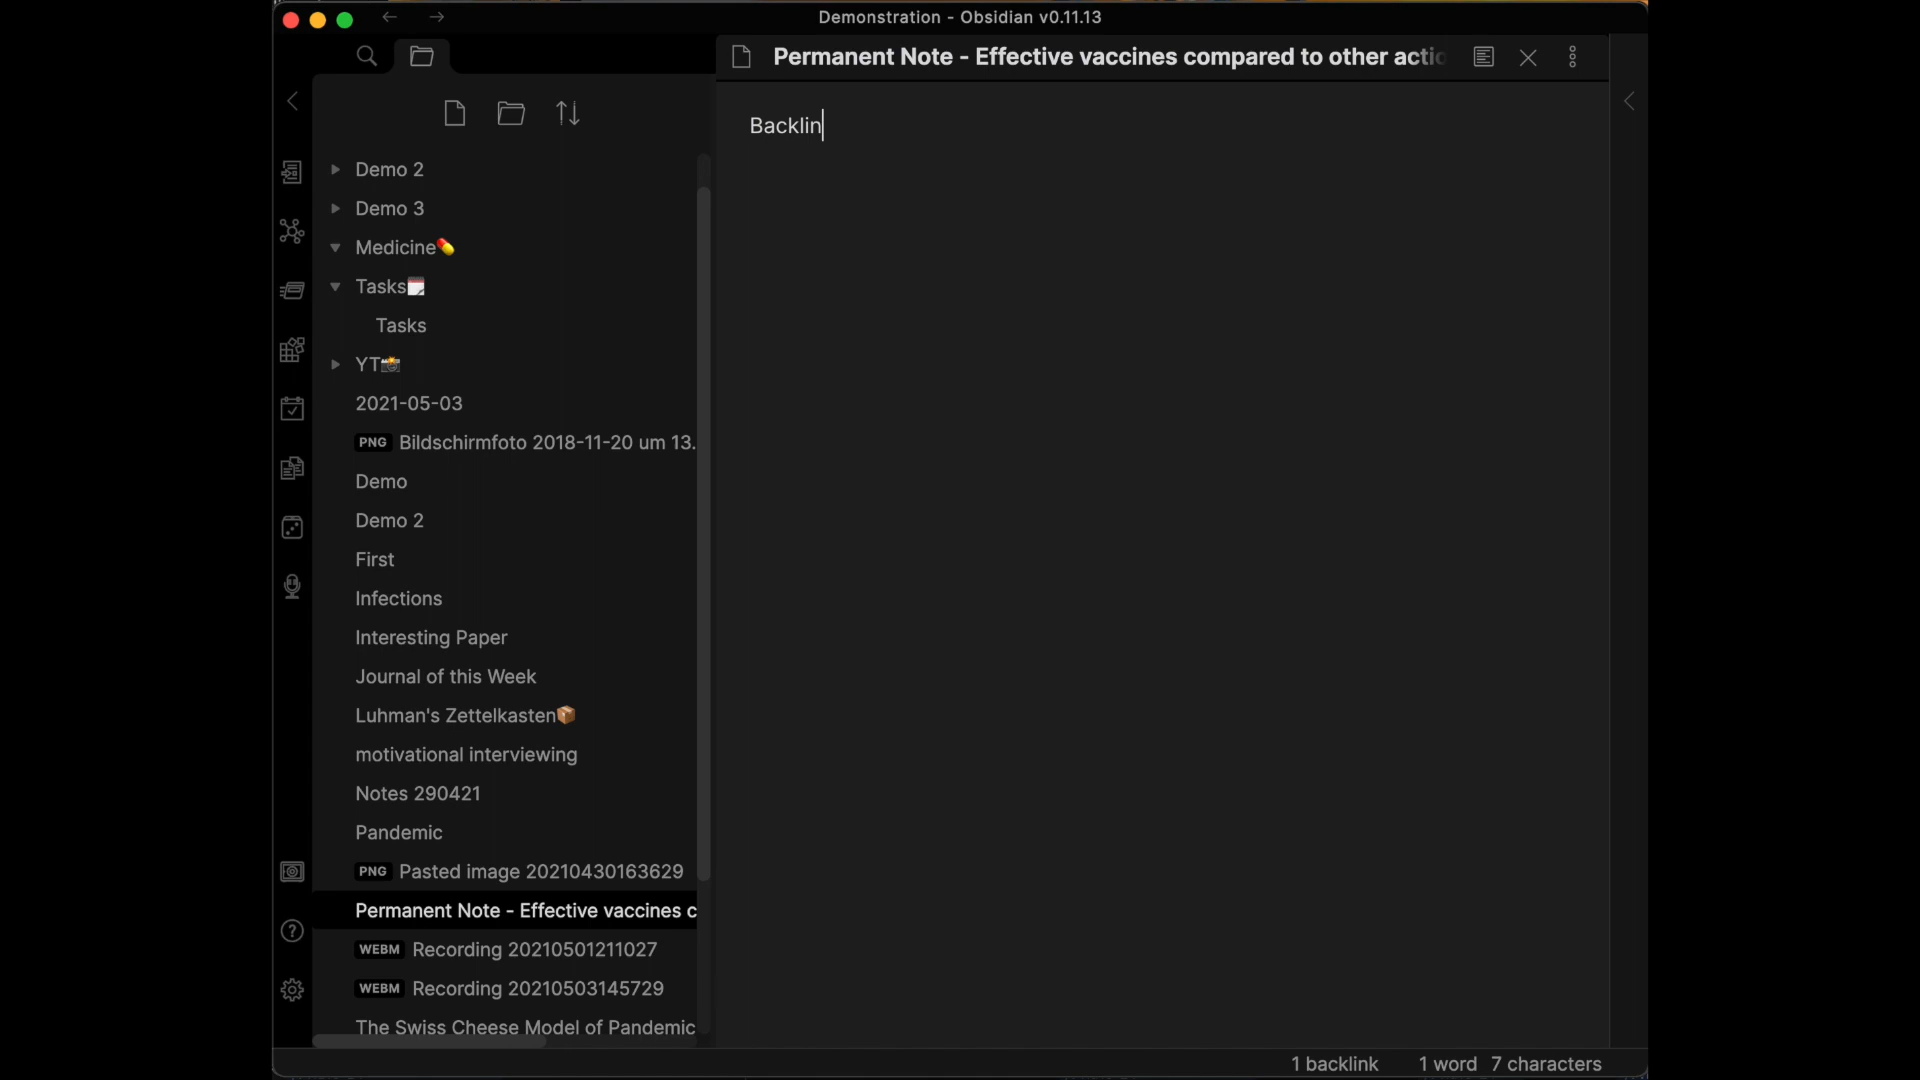 Demonstration - Obsidian v0.11.13
Permanent Note - Effective vaccines compared to other actio
Backlin
Demo 2
Demo 3
Medicine💊
Tasks🗒
Tasks
YT📸
2021-05-03
PNG Bildschirmfoto 2018-11-20 um 13.
Demo
Demo 2
First
Infections
Interesting Paper
Journal of this Week
Luhman's Zettelkasten📦
motivational interviewing
Notes 290421
Pandemic
PNG Pasted image 20210430163629
Permanent Note - Effective vaccines c
WEBM Recording 20210501211027
WEBM Recording 20210503145729
The Swiss Cheese Model of Pandemic
1 backlink 1 word 7 characters